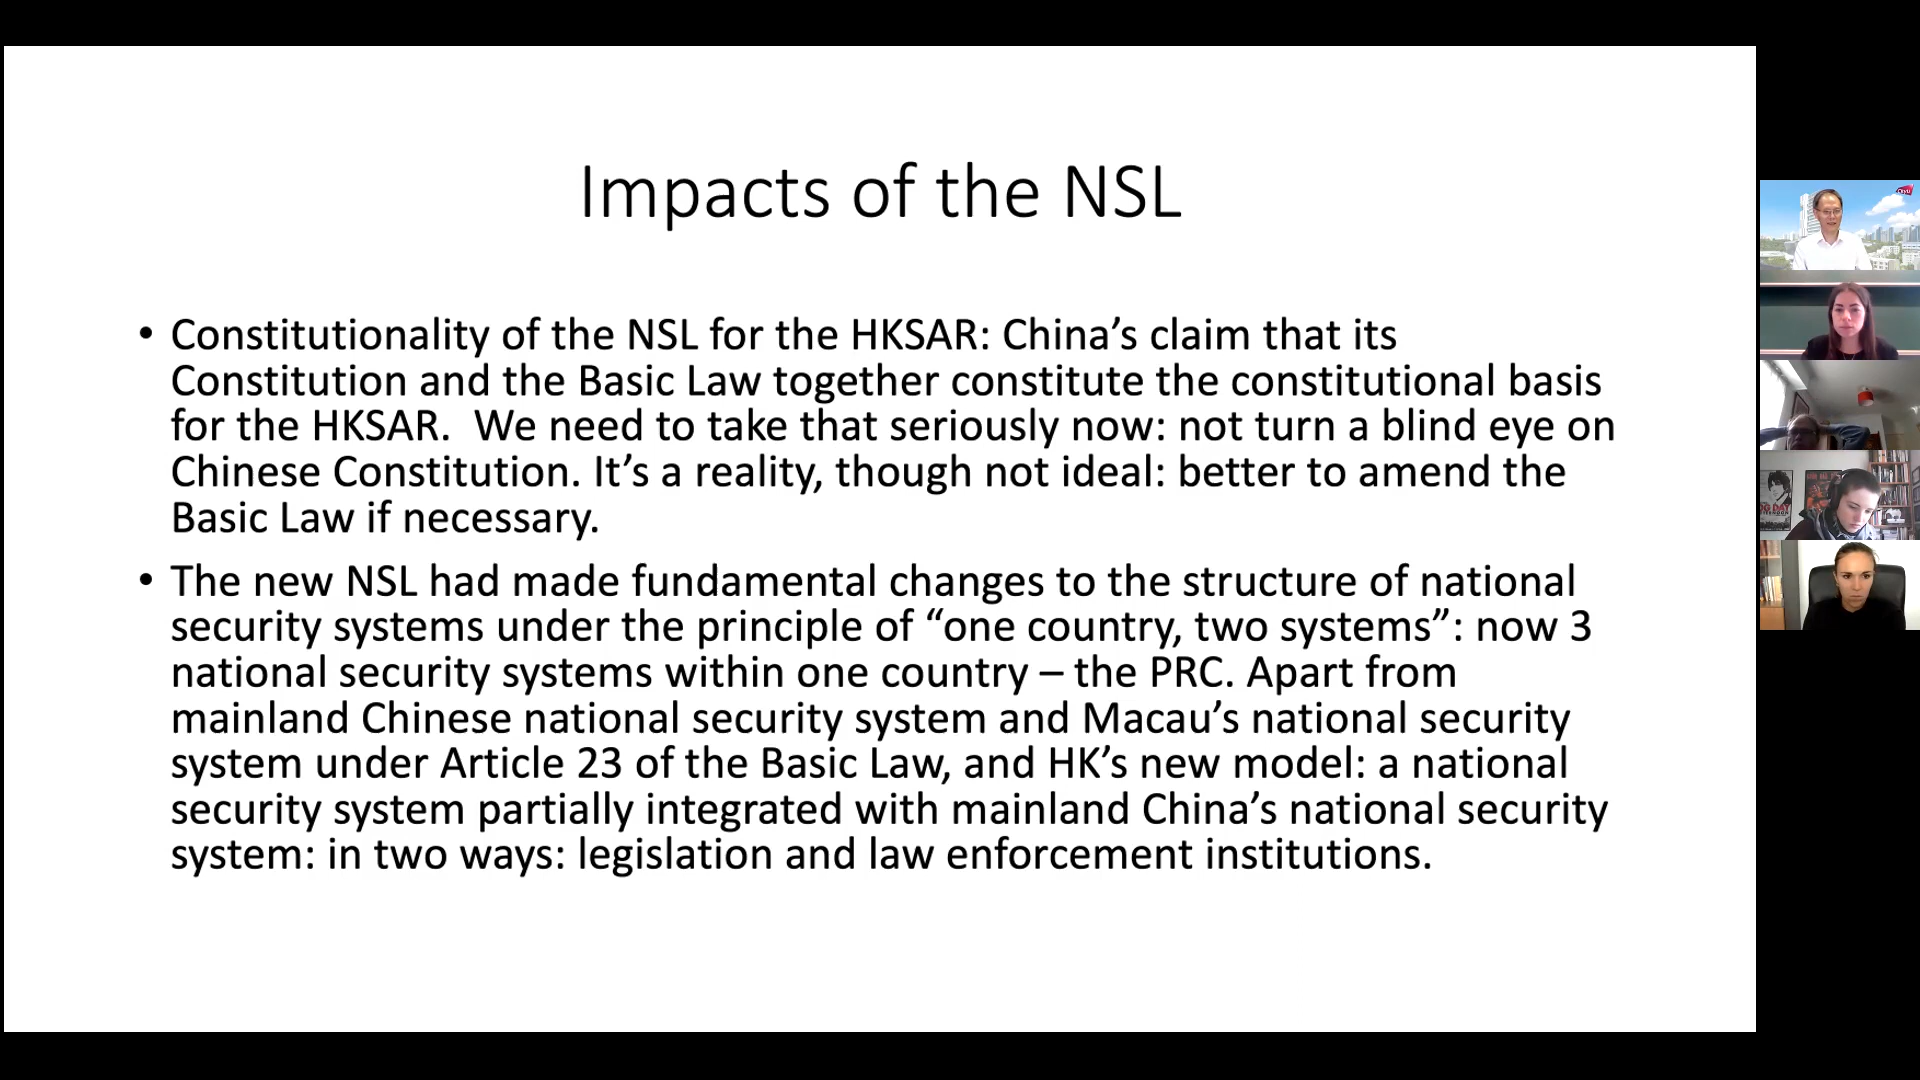 Impacts of the NSL
• Constitutionality of the NSL for the HKSAR: China’s claim that its
Constitution and the Basic Law together constitute the constitutional basis
for the HKSAR.  We need to take that seriously now: not turn a blind eye on
Chinese Constitution. It’s a reality, though not ideal: better to amend the
Basic Law if necessary.
• The new NSL had made fundamental changes to the structure of national
security systems under the principle of “one country, two systems”: now 3
national security systems within one country – the PRC. Apart from
mainland Chinese national security system and Macau’s national security
system under Article 23 of the Basic Law, and HK’s new model: a national
security system partially integrated with mainland China’s national security
system: in two ways: legislation and law enforcement institutions.